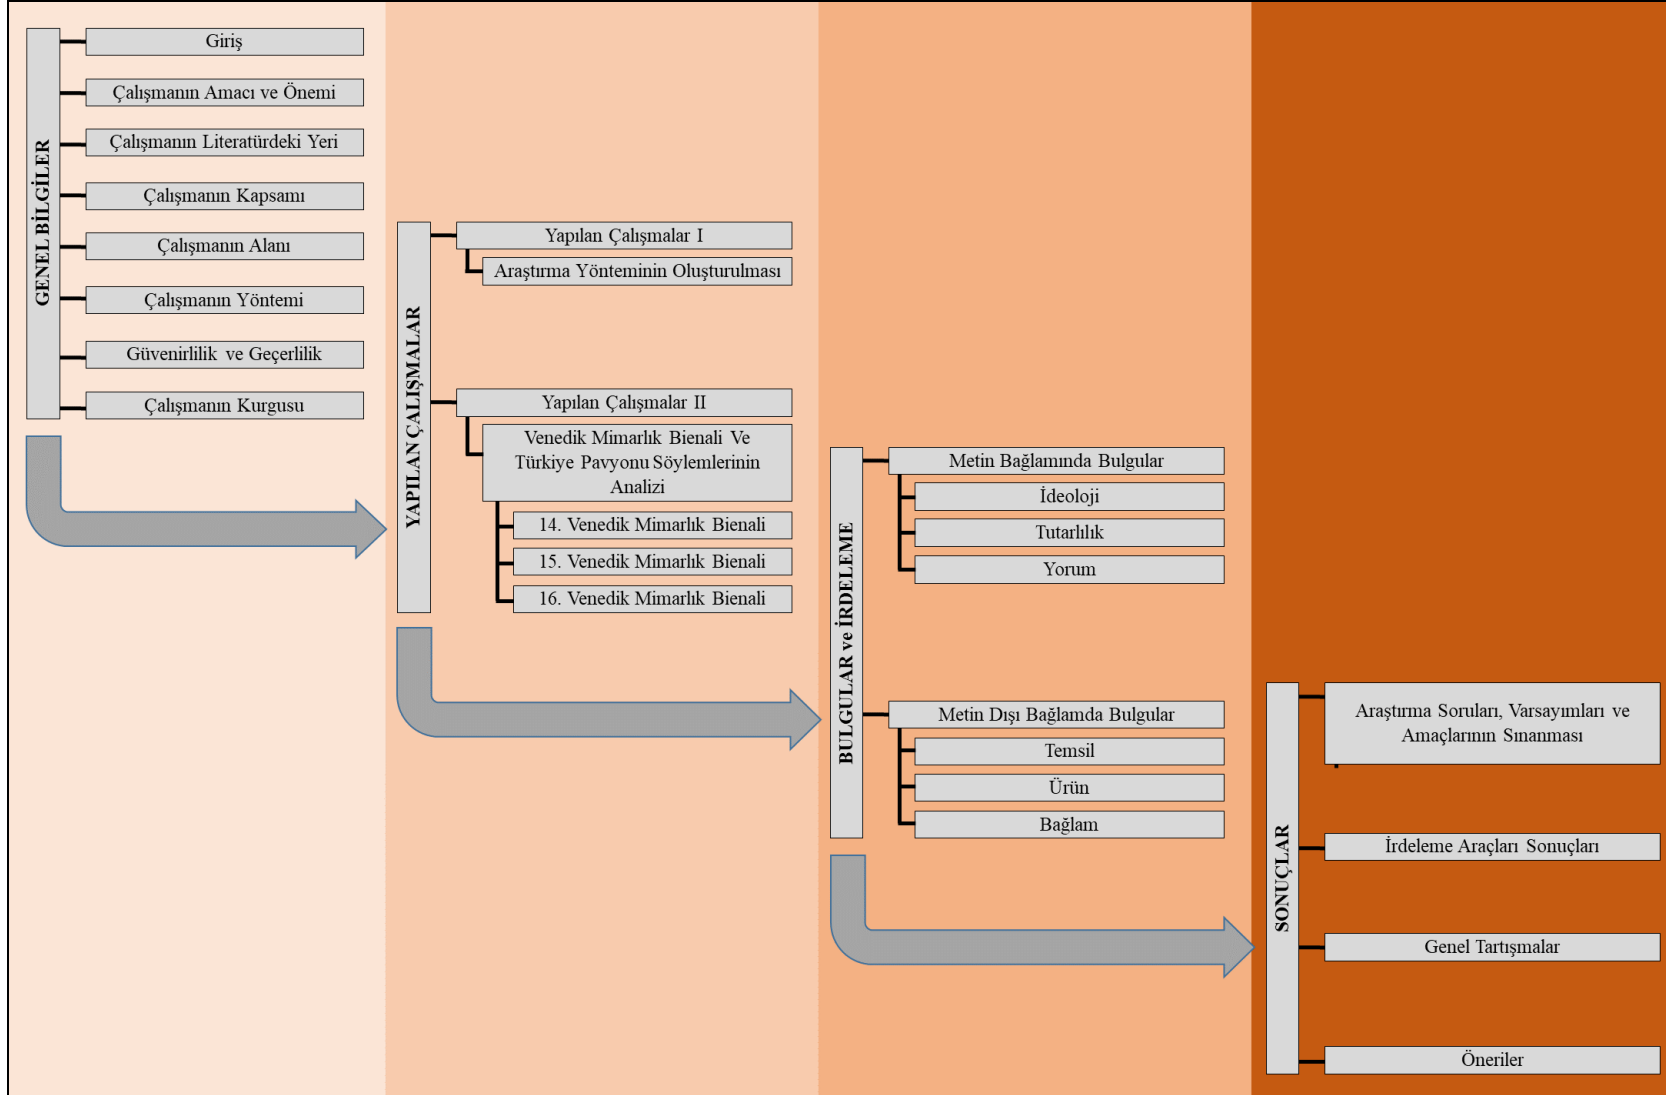 GENEL BİLGİLER
Giriş
Çalışmanın Amacı ve Önemi
Çalışmanın Literatürdeki Yeri
Çalışmanın Kapsamı
Çalışmanın Alanı
Çalışmanın Yöntemi
Güvenirlilik ve Geçerlilik
Çalışmanın Kurgusu
YAPILAN ÇALIŞMALAR
Yapılan Çalışmalar I
Araştırma Yönteminin Oluşturulması
Yapılan Çalışmalar II
Venedik Mimarlık Bienali Ve
Türkiye Pavyonu Söylemlerinin
Analizi
14. Venedik Mimarlık Bienali
15. Venedik Mimarlık Bienali
16. Venedik Mimarlık Bienali
BULGULAR ve İRDELEME
Metin Bağlamında Bulgular
İdeoloji
Tutarlılık
Yorum
Metin Dışı Bağlamda Bulgular
Temsil
Ürün
Bağlam
SONUÇLAR
Araştırma Soruları, Varsayımları ve
Amaçlarının Sınanması
İrdeleme Araçları Sonuçları
Genel Tartışmalar
Öneriler